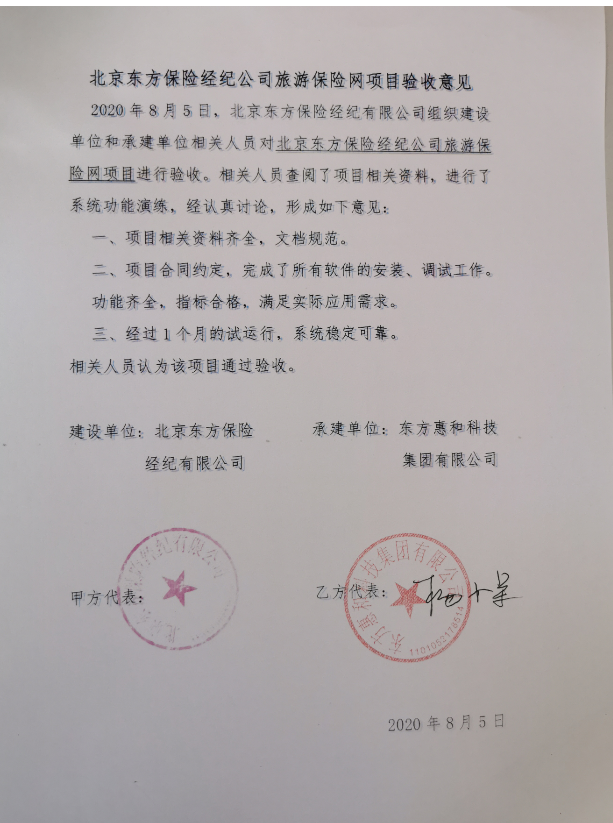 北京东方保险经纪公司旅游保险网项目验收意见
2020年8月5日，北京东方保险经纪有限公司组织建设
单位和承建单位相关人员对北京东方保险经纪公司旅游保
险网项目进行验收。相关人员查阅了项目相关资料，进行了
系统功能演练，经认真讨论，形成如下意见：
一、项目相关资料齐全，文档规范。
二、项目合同约定，完成了所有软件的安装、调试工作。
功能齐全，指标合格，满足实际应用需求。
三、经过1个月的试运行，系统稳定可靠。
相关人员认为该项目通过验收。
建设单位：北京东方保险
经纪有限公司
承建单位：东方惠和科技
集团有限公司
甲方代表：
经纪有限公司
乙方代表：
东方惠和科技集团有限公司
2020年8月5日